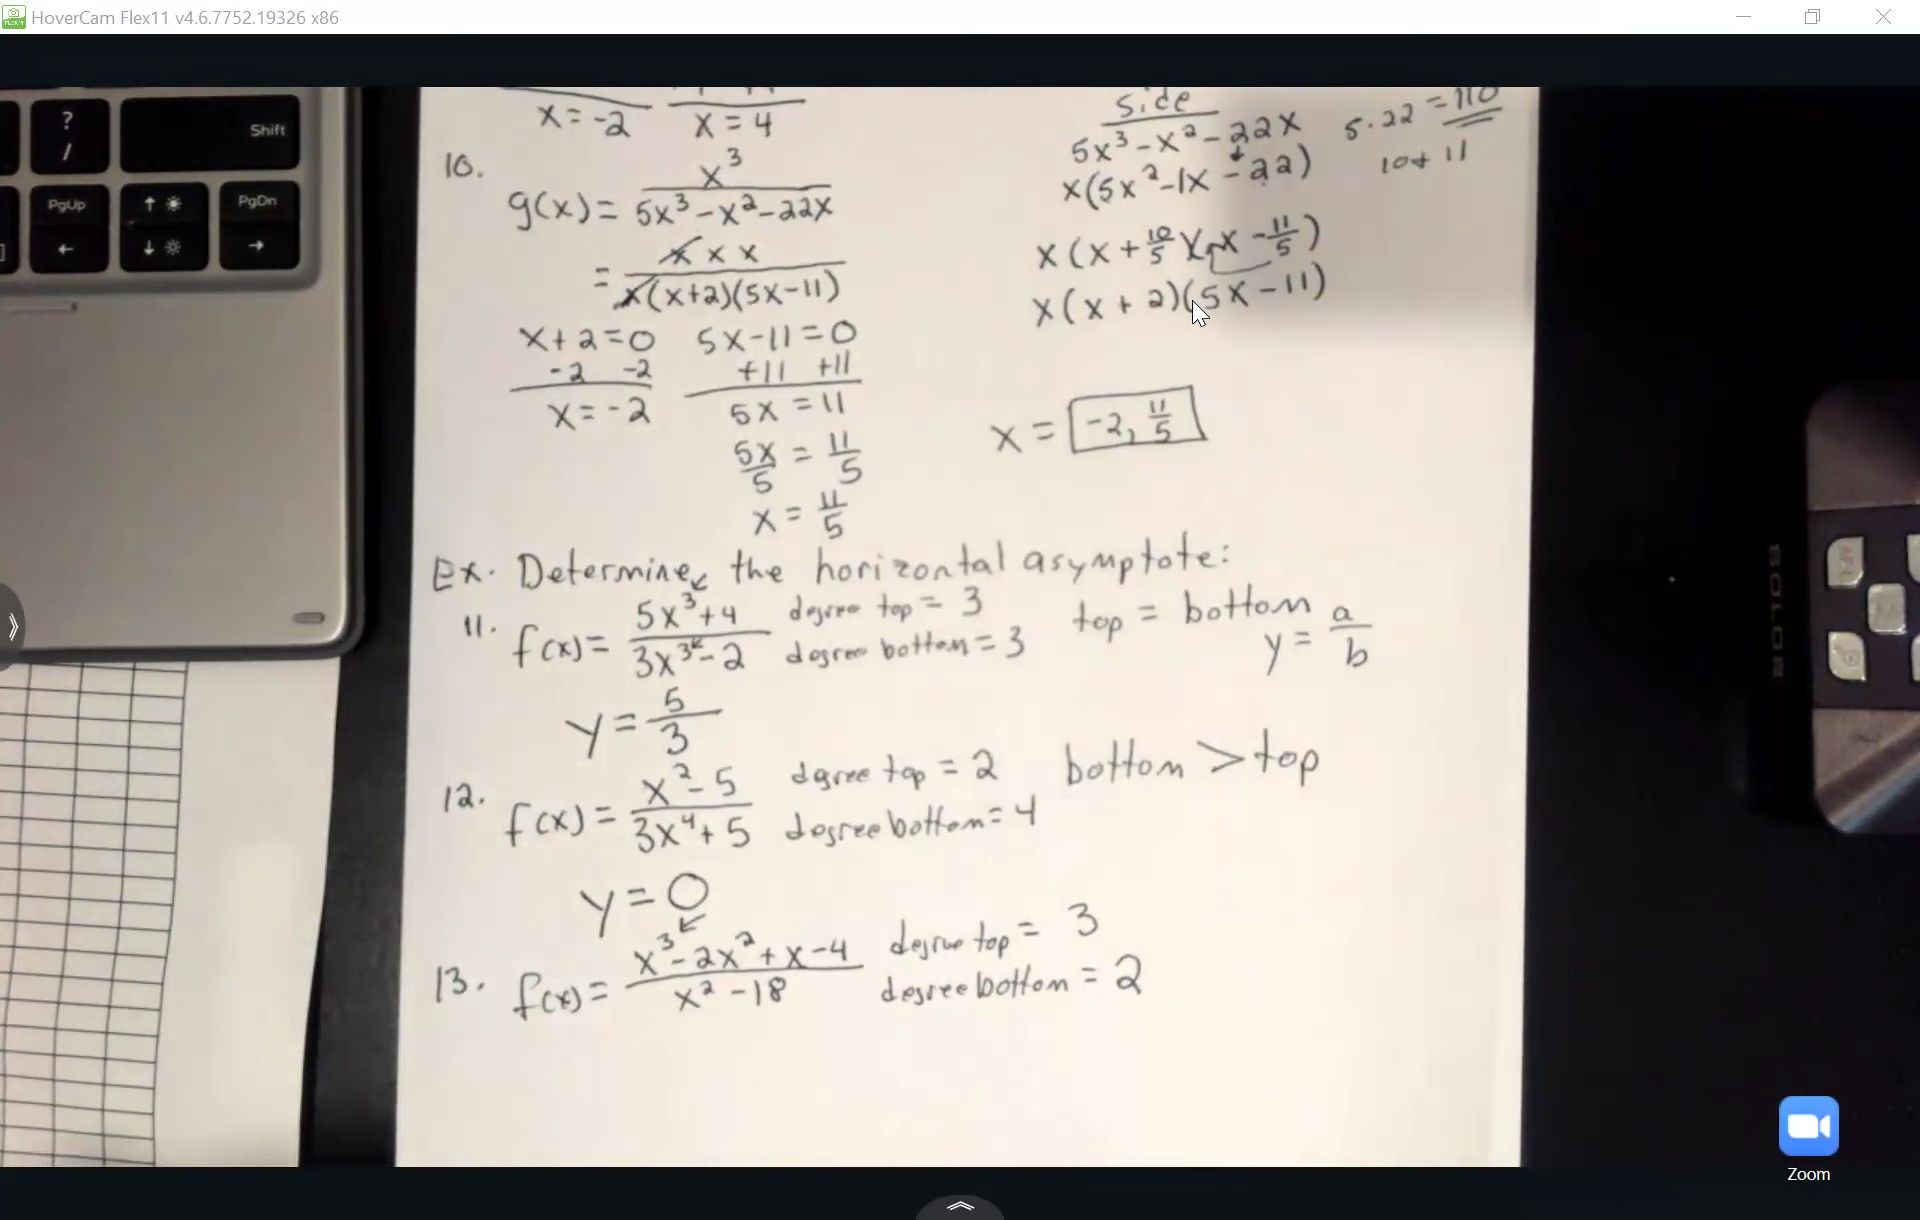 HoverCam Flex11 v4.6.7752.19326 x86
? /
Shift
PgUp
PgDn
x = -2
x = 4
10.
g(x) = x³ / (5x³ - x² - 22x)
= x x x / x(x+2)(5x-11)
x + 2 = 0
-2 -2
x = -2
5x - 11 = 0
+11 +11
5x = 11
5x/5 = 11/5
x = 11/5
Side
5x³ - x² - 22x
x(5x² - 1x - 22)
x(x + 10/5)(x - 11/5)
x(x + 2)(5x - 11)
5 · 22 = 110
10 + 11
x = -2, 11/5
Ex. Determine the horizontal asymptote:
11. f(x) = (5x³ + 4) / (3x³ - 2)
degree top = 3
degree bottom = 3
top = bottom
y = a/b
y = 5/3
12. f(x) = (x² - 5) / (3x⁴ + 5)
dgree top = 2
degree bottom = 4
bottom > top
y = 0
13. f(x) = (x³ - 2x² + x - 4) / (x² - 18)
degree top = 3
degree bottom = 2
Zoom